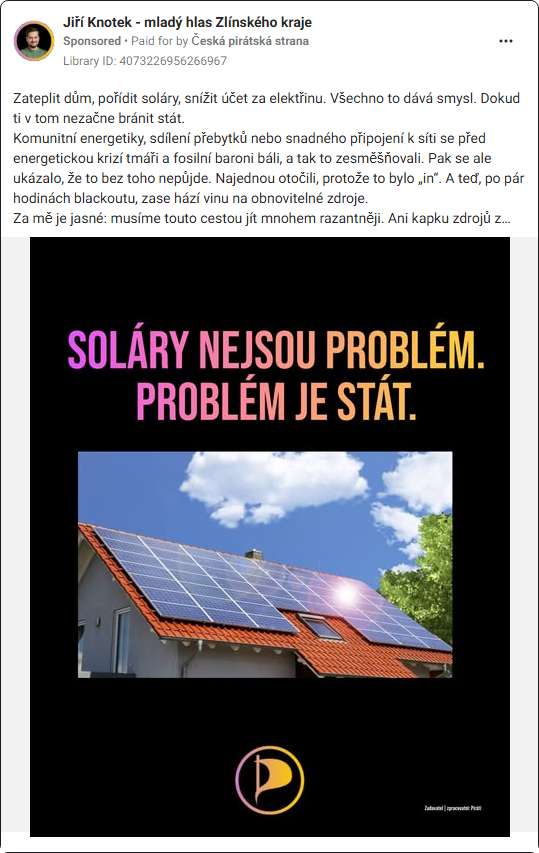 Jiří Knotek - mladý hlas Zlínského kraje
Sponsored • Paid for by Česká pirátská strana
Library ID: 4073226956266967
Zateplit dům, pořídit soláry, snížit účet za elektřinu. Všechno to dává smysl. Dokud
ti v tom nezačne bránit stát.
Komunitní energetiky, sdílení přebytků nebo snadného připojení k síti se před
energetickou krizí tmáři a fosilní baroni báli, a tak to zesměšňovali. Pak se ale
ukázalo, že to bez toho nepůjde. Najednou otočili, protože to bylo „in“. A teď, po pár
hodinách blackoutu, zase hází vinu na obnovitelné zdroje.
Za mě je jasné: musíme touto cestou jít mnohem razantněji. Ani kapku zdrojů z...
SOLÁRY NEJSOU PROBLÉM.
PROBLÉM JE STÁT.
Zadavatel | zpracovatel: Piráti